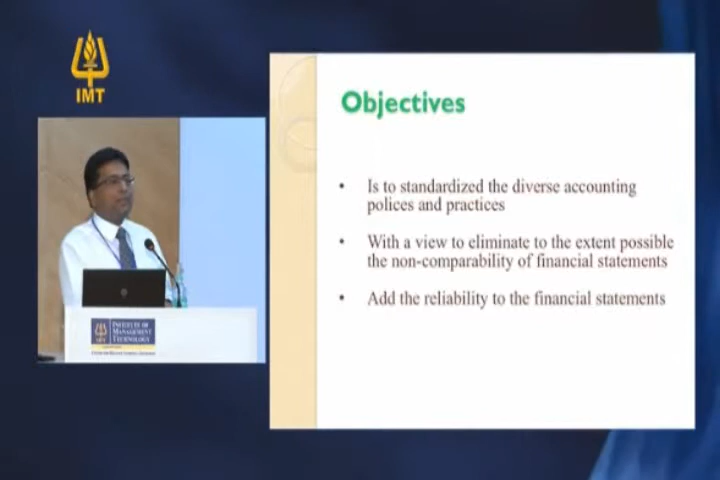 IMT
Objectives
• Is to standardized the diverse accounting
polices and practices
• With a view to eliminate to the extent possible
the non-comparability of financial statements
• Add the reliability to the financial statements
INSTITUTE OF
MANAGEMENT
TECHNOLOGY